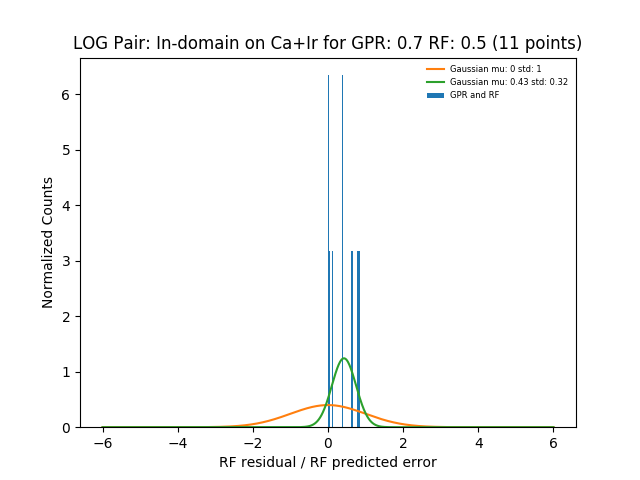 LOG Pair: In-domain on Ca+Ir for GPR: 0.7 RF: 0.5 (11 points)
Gaussian mu: 0 std: 1
Gaussian mu: 0.43 std: 0.32
GPR and RF
Normalized Counts
6
5
4
3
2
1
0
−6 −4 −2 0 2 4 6
RF residual / RF predicted error